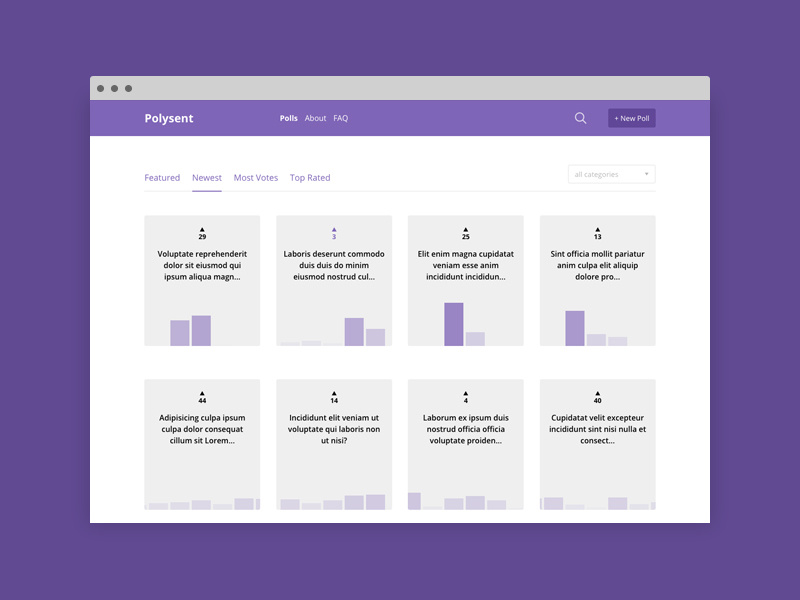 Polysent
Polls About FAQ
+ New Poll
Featured Newest Most Votes Top Rated
all categories
29
Voluptate reprehenderit
dolor sit eiusmod qui
ipsum aliqua magn...
3
Laboris deserunt commodo
duis duis do minim
eiusmod nostrud cul...
25
Elit enim magna cupidatat
veniam esse anim
incididunt incididun...
13
Sint officia mollit pariatur
anim culpa elit aliquip
dolore pro...
44
Adipisicing culpa ipsum
culpa dolor consequat
cillum sit Lorem...
14
Incididunt elit veniam ut
voluptate qui laboris non
ut nisi?
4
Laborum ex ipsum duis
nostrud officia officia
voluptate proiden...
40
Cupidatat velit excepteur
incididunt sint nisi nulla et
consect...